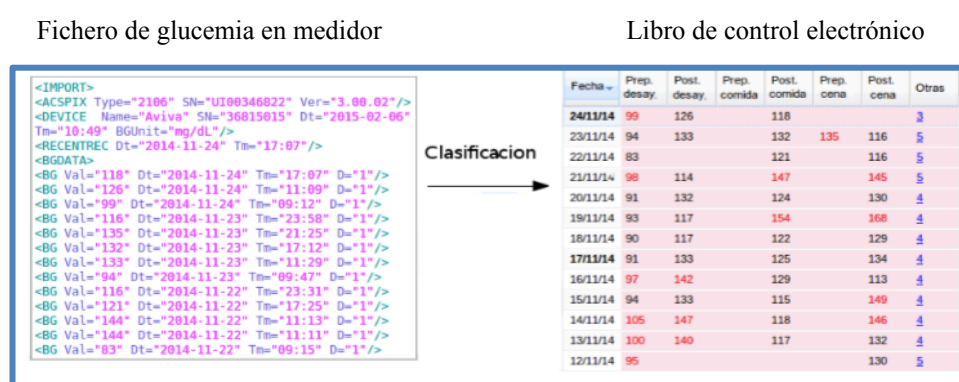 Fichero de glucemia en medidor
Libro de control electrónico
<IMPORT>
<ACSPIX Type="2106" SN="UI00346822" Ver="3.00.02"/>
<DEVICE Name="Aviva" SN="36815015" Dt="2015-02-06"
Tm="10:49" BGUnit="mg/dL"/>
<RECENTREC Dt="2014-11-24" Tm="17:07"/>
<BGDATA>
<BG Val="118" Dt="2014-11-24" Tm="17:07" D="1"/>
<BG Val="126" Dt="2014-11-24" Tm="11:09" D="1"/>
<BG Val="99" Dt="2014-11-24" Tm="09:12" D="1"/>
<BG Val="116" Dt="2014-11-23" Tm="23:58" D="1"/>
<BG Val="135" Dt="2014-11-23" Tm="21:25" D="1"/>
<BG Val="132" Dt="2014-11-23" Tm="17:12" D="1"/>
<BG Val="133" Dt="2014-11-23" Tm="11:29" D="1"/>
<BG Val="94" Dt="2014-11-23" Tm="09:47" D="1"/>
<BG Val="116" Dt="2014-11-22" Tm="23:31" D="1"/>
<BG Val="121" Dt="2014-11-22" Tm="17:25" D="1"/>
<BG Val="144" Dt="2014-11-22" Tm="11:13" D="1"/>
<BG Val="144" Dt="2014-11-22" Tm="11:11" D="1"/>
<BG Val="83" Dt="2014-11-22" Tm="09:15" D="1"/>
Clasificacion
Fecha Prep. desay. Post. desay. Prep. comida Post. comida Prep. cena Post. cena Otras
24/11/14 99 126 118 3
23/11/14 94 133 132 135 116 5
22/11/14 83 121 116 5
21/11/14 98 114 147 145 5
20/11/14 91 132 124 130 4
19/11/14 93 117 154 168 4
18/11/14 90 117 122 129 4
17/11/14 91 133 125 134 4
16/11/14 97 142 129 113 4
15/11/14 94 133 115 149 4
14/11/14 105 147 118 146 4
13/11/14 100 140 117 132 4
12/11/14 95 130 5